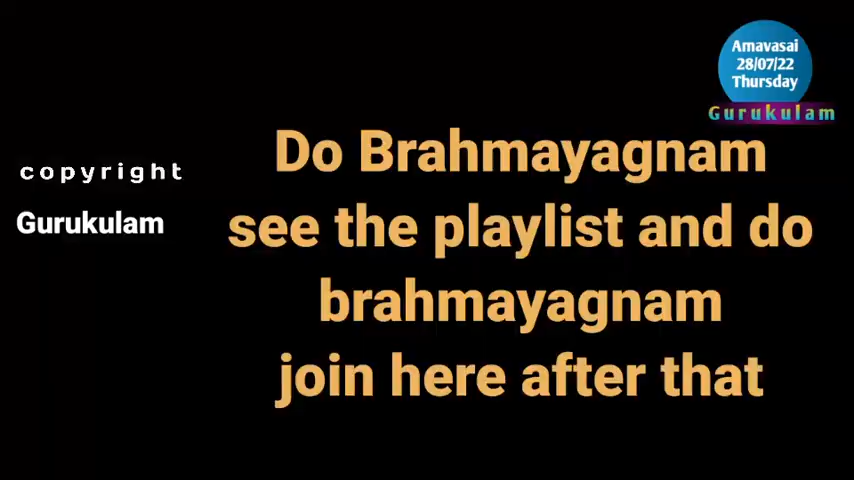 Amavasai
28/07/22
Thursday
Gurukulam
copyright
Gurukulam
Do Brahmayagnam
see the playlist and do
brahmayagnam
join here after that